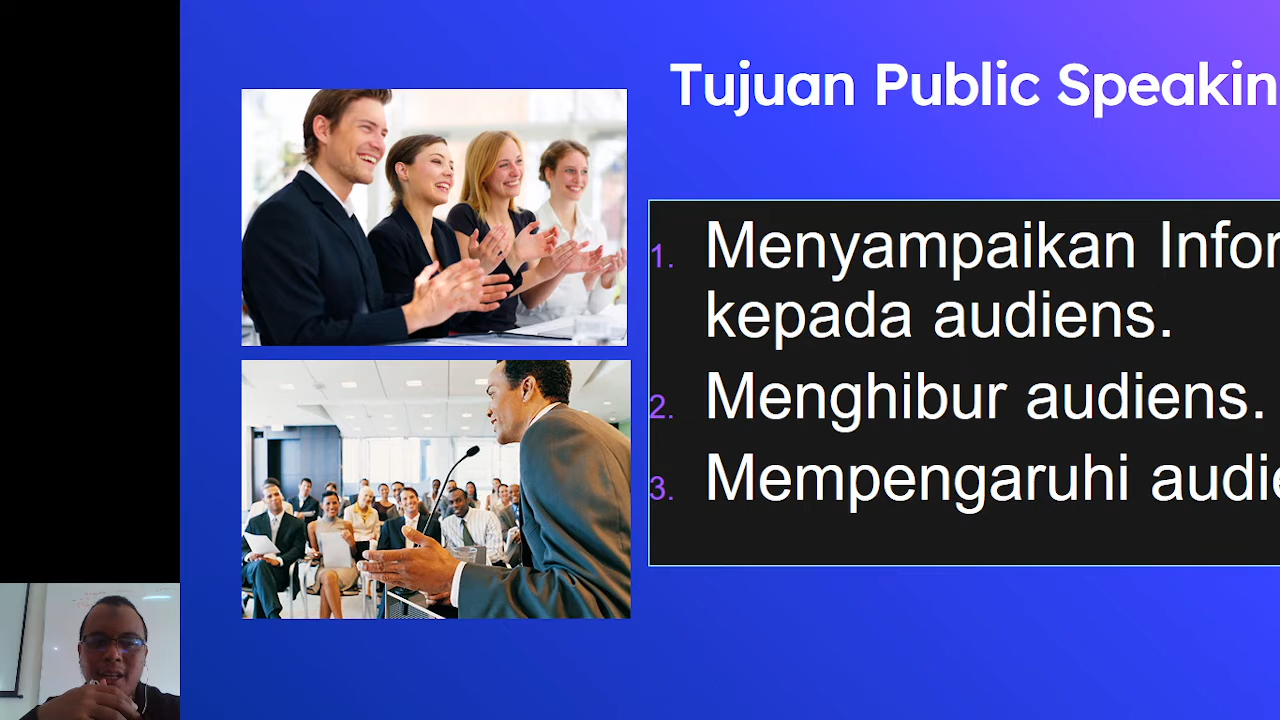 Tujuan Public Speakin
1. Menyampaikan Infor
kepada audiens.
2. Menghibur audiens.
3. Mempengaruhi audie